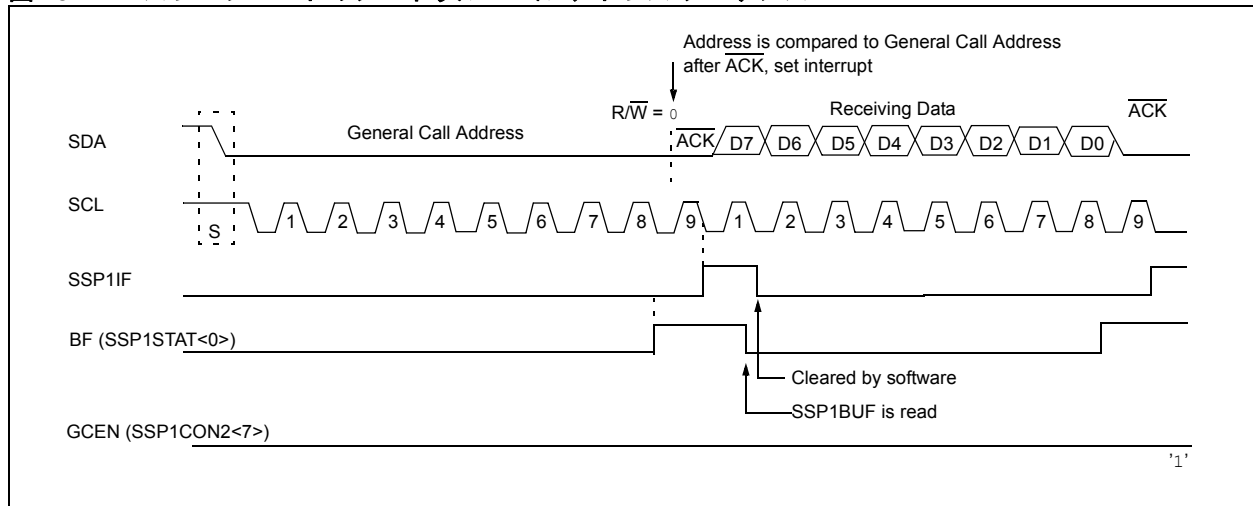 Address is compared to General Call Address
after ACK, set interrupt
R/W = 0
Receiving Data
ACK
SDA
General Call Address
ACK
D7 D6 D5 D4 D3 D2 D1 D0
SCL
S
1 2 3 4 5 6 7 8 9 1 2 3 4 5 6 7 8 9
SSP1IF
BF (SSP1STAT<0>)
Cleared by software
SSP1BUF is read
GCEN (SSP1CON2<7>)
'1'